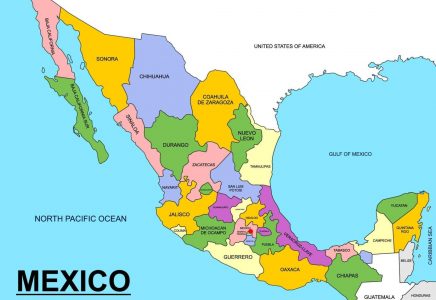 BAJA CALIFORNIA
SONORA
UNITED STATES OF AMERICA
CHIHUAHUA
COAHUILA
DE ZARAGOZA
BAJA CALIFORNIA SUR
SINALOA
NUEVO
LEON
DURANGO
GULF OF MEXICO
ZACATECAS
TAMAULIPAS
NAYARIT
SAN LUIS
POTOSI
YUCATAN
JALISCO
QUINTANA
ROO
NORTH PACIFIC OCEAN
COLIMA
MICHOACÁN
DE OCAMPO
PUEBLA
CAMPECHE
CARIBBEAN SEA
TABASCO
GUERRERO
BELIZE
OAXACA
CHIAPAS
MEXICO
GUATEMALA
HONDURAS